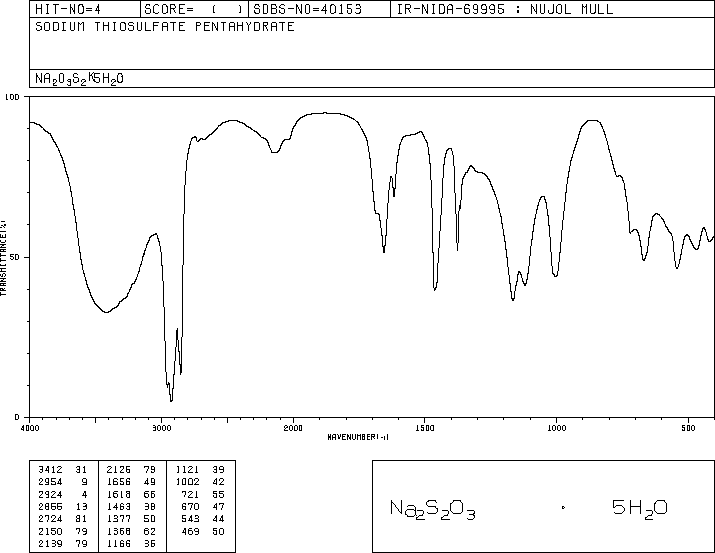 HIT-NO=4 SCORE= ( ) SDBS-NO=40153 IR-NIDA-69995 : NUJOL MULL
SODIUM THIOSULFATE PENTAHYDRATE
NA2O3S2K5H2O
100
TRANSMITTANCE(%)
50
0
4000 3000 2000 1500 1000 500
WAVENUMBER(-1)
3412 31 2126 79 1121 39
2954 9 1656 49 1002 42
2924 4 1618 66 721 55
2855 13 1463 38 670 47
2724 81 1377 50 543 44
2150 79 1368 62 469 50
2139 79 1166 35
Na2S2O3 · 5H2O